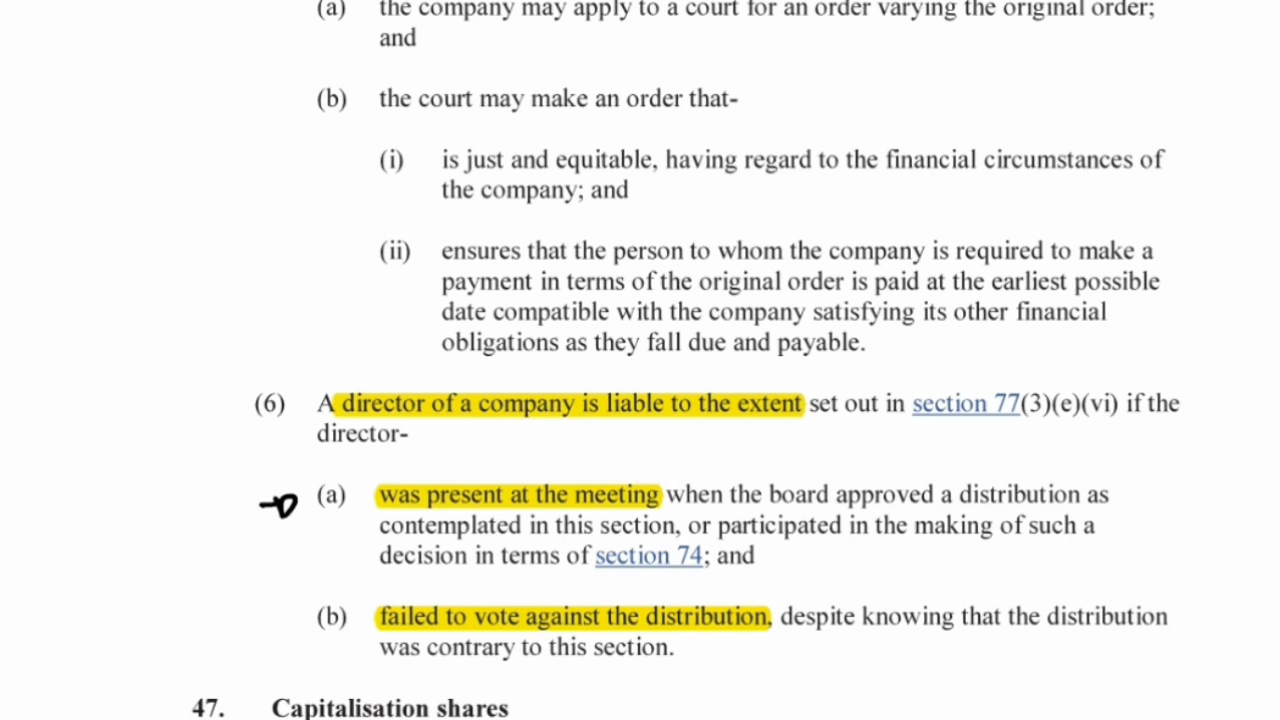 (a) the company may apply to a court for an order varying the original order;
and
(b) the court may make an order that-
(i) is just and equitable, having regard to the financial circumstances of
the company; and
(ii) ensures that the person to whom the company is required to make a
payment in terms of the original order is paid at the earliest possible
date compatible with the company satisfying its other financial
obligations as they fall due and payable.
(6) A director of a company is liable to the extent set out in section 77(3)(e)(vi) if the
director-
(a) was present at the meeting when the board approved a distribution as
contemplated in this section, or participated in the making of such a
decision in terms of section 74; and
(b) failed to vote against the distribution, despite knowing that the distribution
was contrary to this section.
47. Capitalisation shares